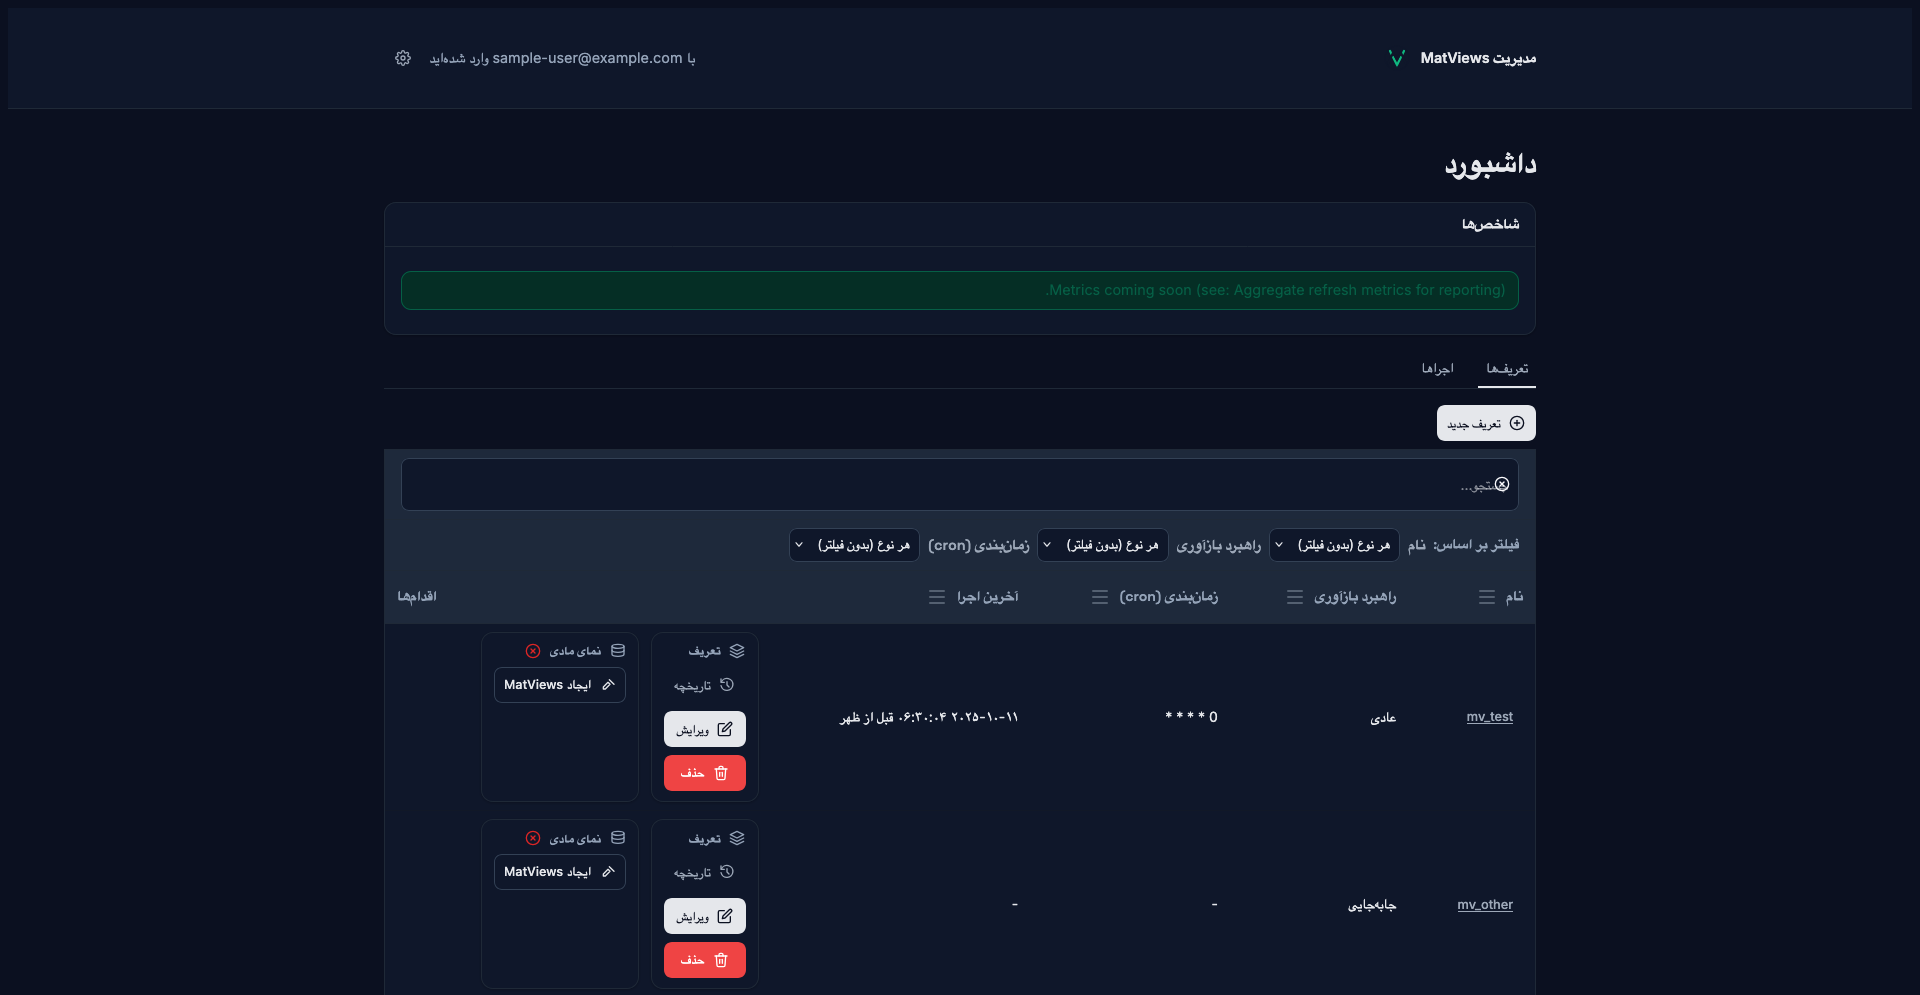 مدیریت MatViews
با sample-user@example.com وارد شده‌اید
داشبورد
شاخص‌ها
Metrics coming soon (see: Aggregate refresh metrics for reporting).
تعریف‌ها
اجراها
تعریف جدید
جستجو...
فیلتر بر اساس: نام هر نوع (بدون فیلتر) راهبرد بازآوری هر نوع (بدون فیلتر) زمان‌بندی (cron) هر نوع (بدون فیلتر)
نام راهبرد بازآوری زمان‌بندی (cron) آخرین اجرا اقدام‌ها
mv_test عادی 0 * * * * ۲۰۲۵-۱۰-۱۱ ۰۶:۳۰:۰۴ قبل از ظهر
تعریف
تاریخچه
ویرایش
حذف
نمای مادی
ایجاد MatViews
mv_other جابه‌جایی - -
تعریف
تاریخچه
ویرایش
حذف
نمای مادی
ایجاد MatViews